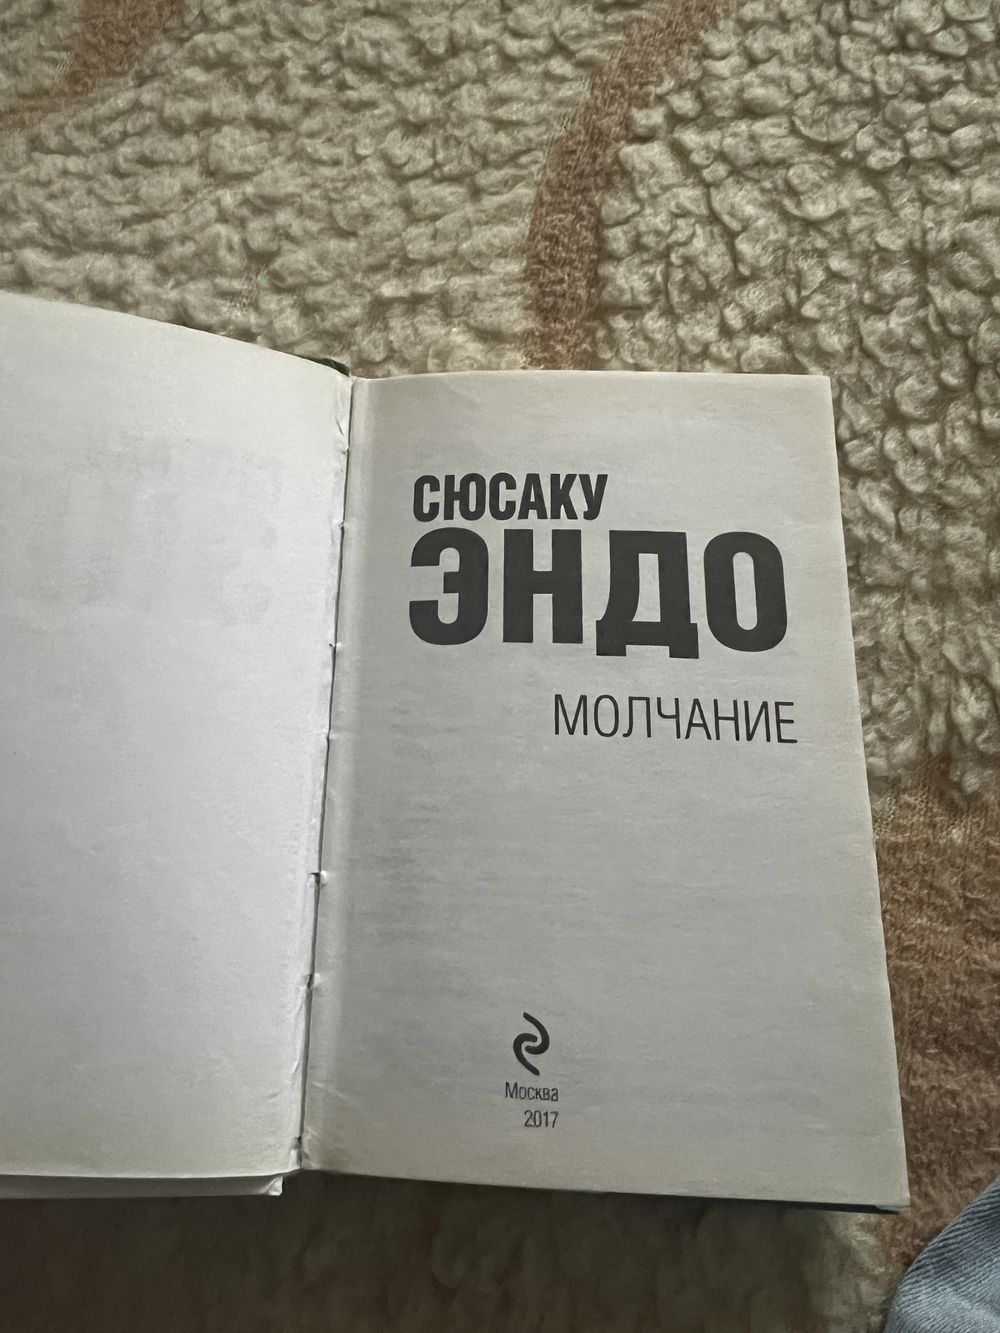 СЮСАКУ
ЭНДО
МОЛЧАНИЕ
Москва
2017